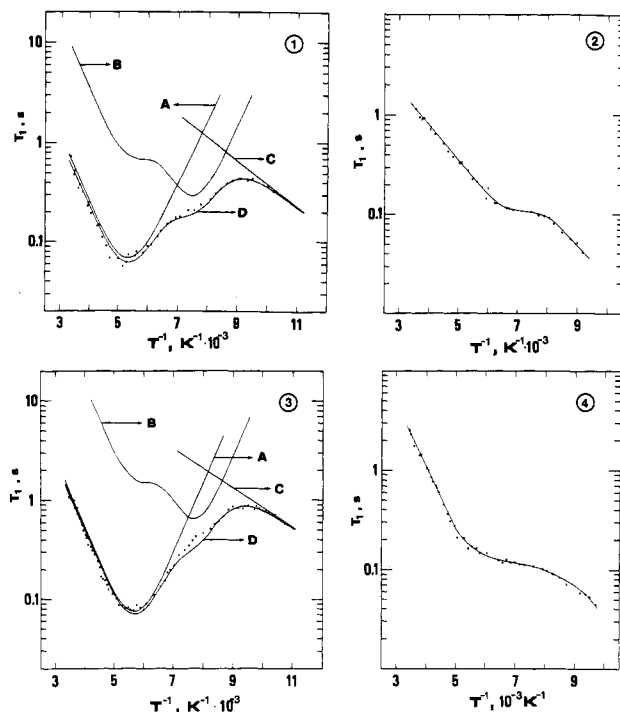 10
1
0.1
T₁, s
B
A
C
D
①
3 5 7 9 11
T⁻¹, K⁻¹·10⁻³
1
0.1
T₁, s
②
3 5 7 9
T⁻¹, K⁻¹·10⁻³
10
1
0.1
T₁, s
B
A
C
D
③
3 5 7 9 11
T⁻¹, K⁻¹·10⁻³
1
0.1
T₁, s
④
3 5 7 9
T⁻¹, 10⁻³K⁻¹